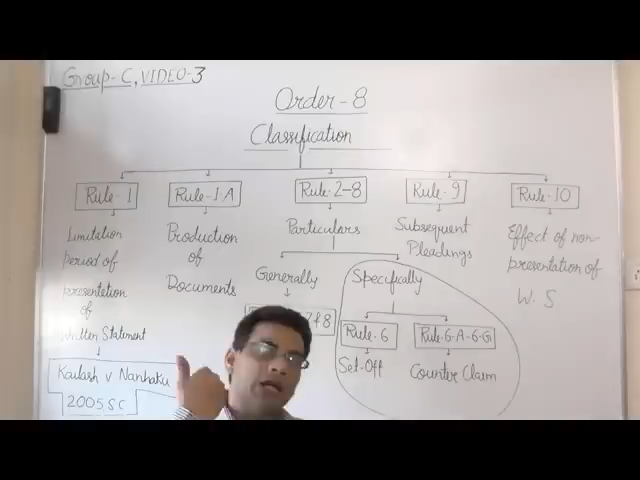 Group-C, VIDEO-3
Order-8
Classification
Rule-1
Rule-1A
Rule-2-8
Rule-9
Rule-10
Limitation
period of
presentation
of
Written Statement
Production
of
Documents
Particulars
Subsequent
Pleadings
Effect of non-
presentation of
W.S
Generally
Specifically
7&8
Rule-6
Rule-6-A-6-G
Set-Off
Counter Claim
Kailash v Nanhaku
2005 SC